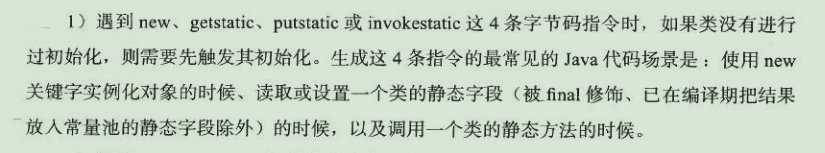 1）遇到 new、getstatic、putstatic 或 invokestatic 这 4 条字节码指令时，如果类没有进行
过初始化，则需要先触发其初始化。生成这 4 条指令的最常见的 Java 代码场景是：使用 new
关键字实例化对象的时候、读取或设置一个类的静态字段（被 final 修饰、已在编译期把结果
放入常量池的静态字段除外）的时候，以及调用一个类的静态方法的时候。